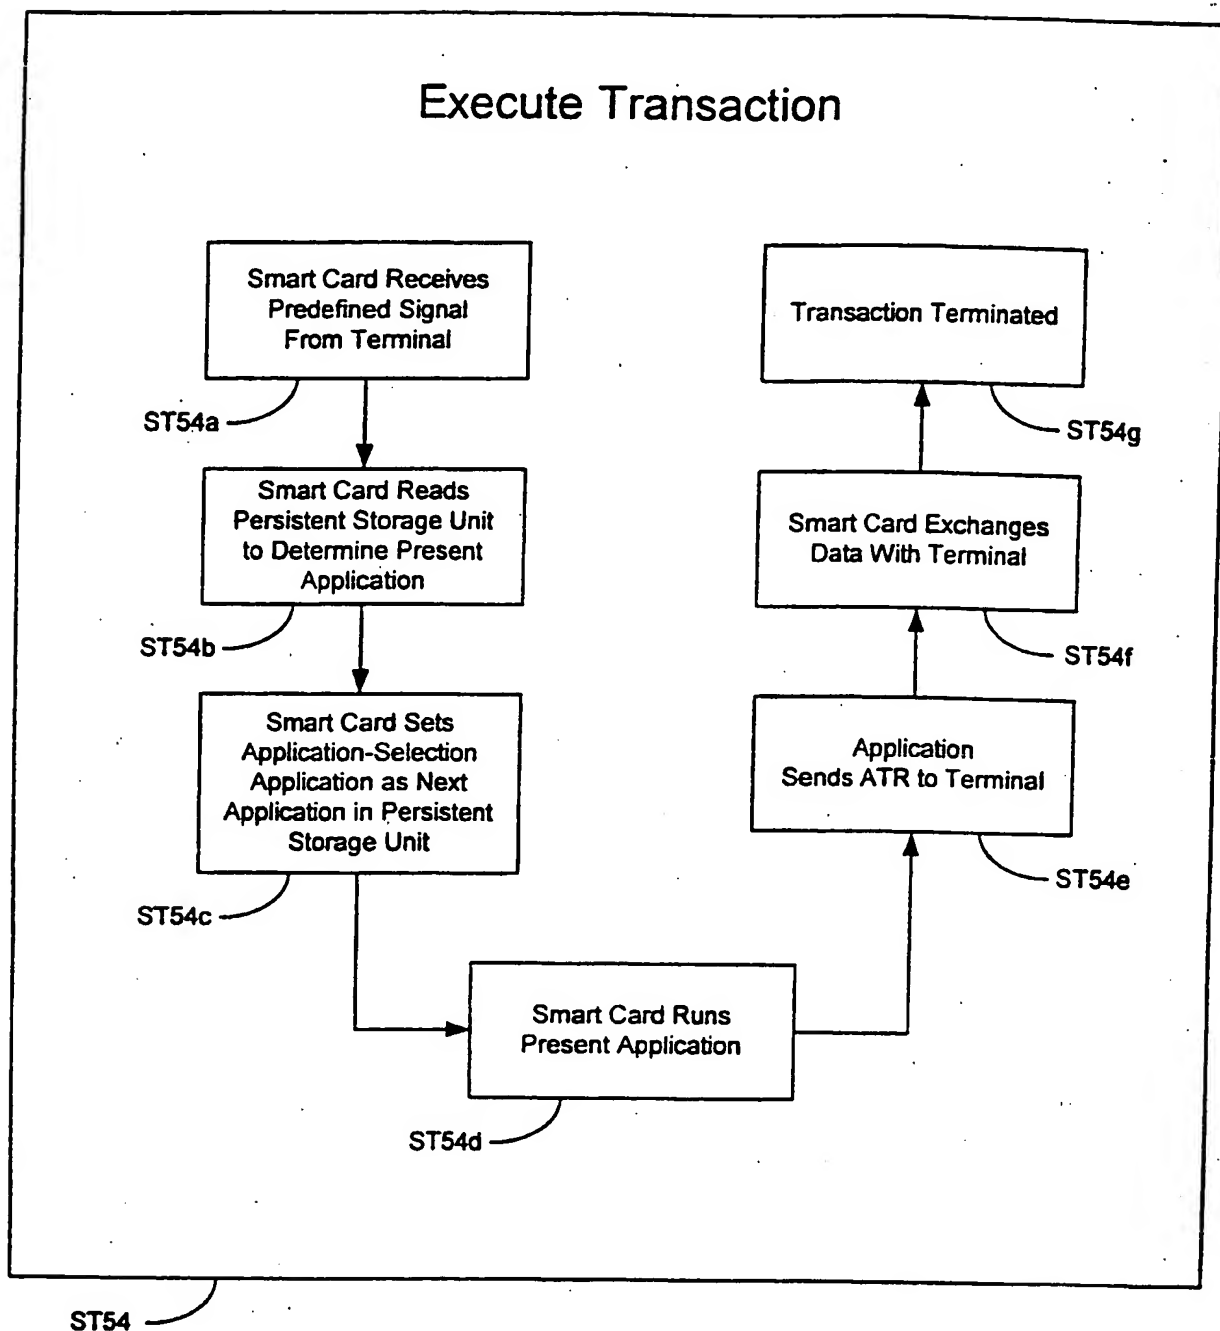 Execute Transaction
Smart Card Receives
Predefined Signal
From Terminal
ST54a
Smart Card Reads
Persistent Storage Unit
to Determine Present
Application
ST54b
Smart Card Sets
Application-Selection
Application as Next
Application in Persistent
Storage Unit
ST54c
Smart Card Runs
Present Application
ST54d
Application
Sends ATR to Terminal
ST54e
Smart Card Exchanges
Data With Terminal
ST54f
Transaction Terminated
ST54g
ST54